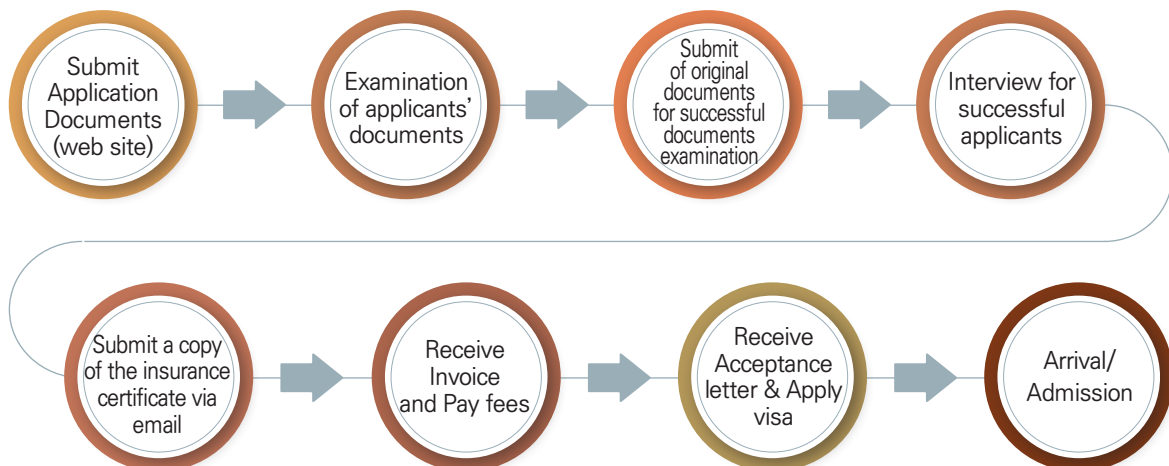 Submit
Application
Documents
(web site)
Examination
of applicants’
documents
Submit
of original
documents
for successful
documents
examination
Interview for
successful
applicants
Submit a copy
of the insurance
certificate via
email
Receive
Invoice
and Pay fees
Receive
Acceptance
letter & Apply
visa
Arrival/
Admission